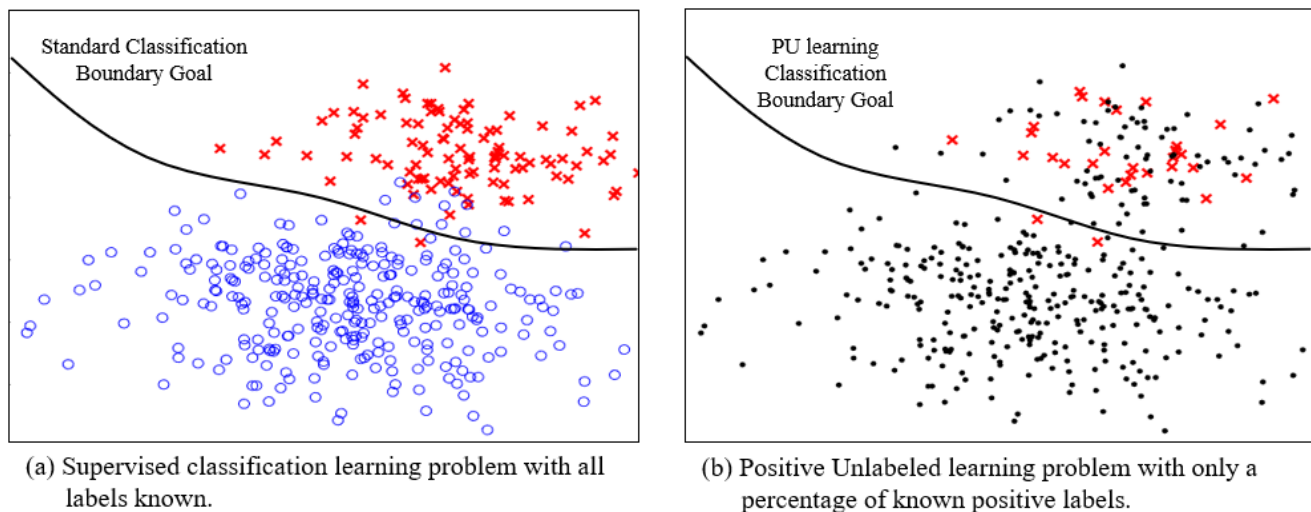 Standard Classification
Boundary Goal
PU learning
Classification
Boundary Goal
(a) Supervised classification learning problem with all
labels known.
(b) Positive Unlabeled learning problem with only a
percentage of known positive labels.